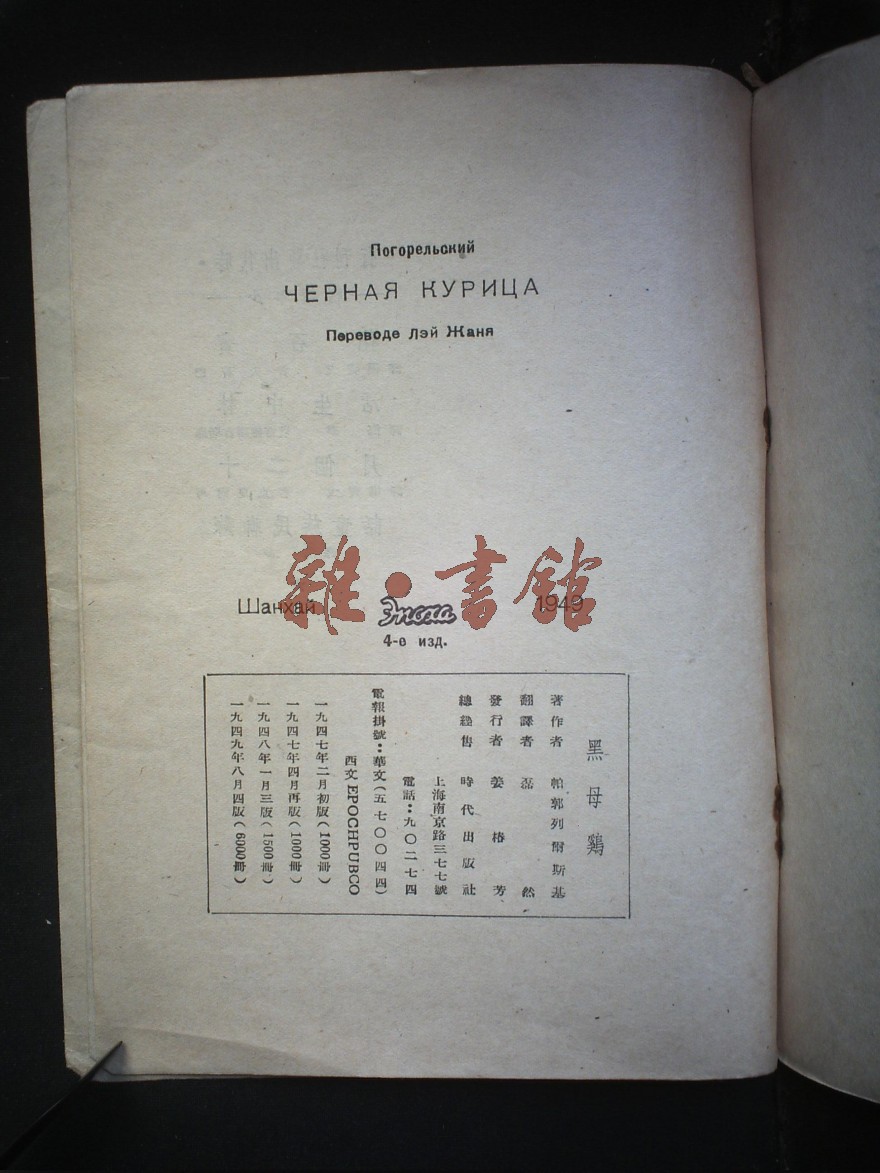 Погорельский
ЧЕРНАЯ КУРИЦА
Переводе Лэй Жаня
Шанхай Эпоха 1949
4-е изд.
雜·書館
黑母鷄
著作者 帕郭列爾斯基
翻譯者 磊然
發行者 姜椿芳
總經售 時代出版社
上海南京路三七七號
電話：九〇二七四
電報掛號：華文(五七〇〇四四)
西文 EPOCHPUBCO
一九四七年二月初版(1000冊)
一九四七年四月再版(1000冊)
一九四八年一月三版(1500冊)
一九四九年八月四版(6000冊)